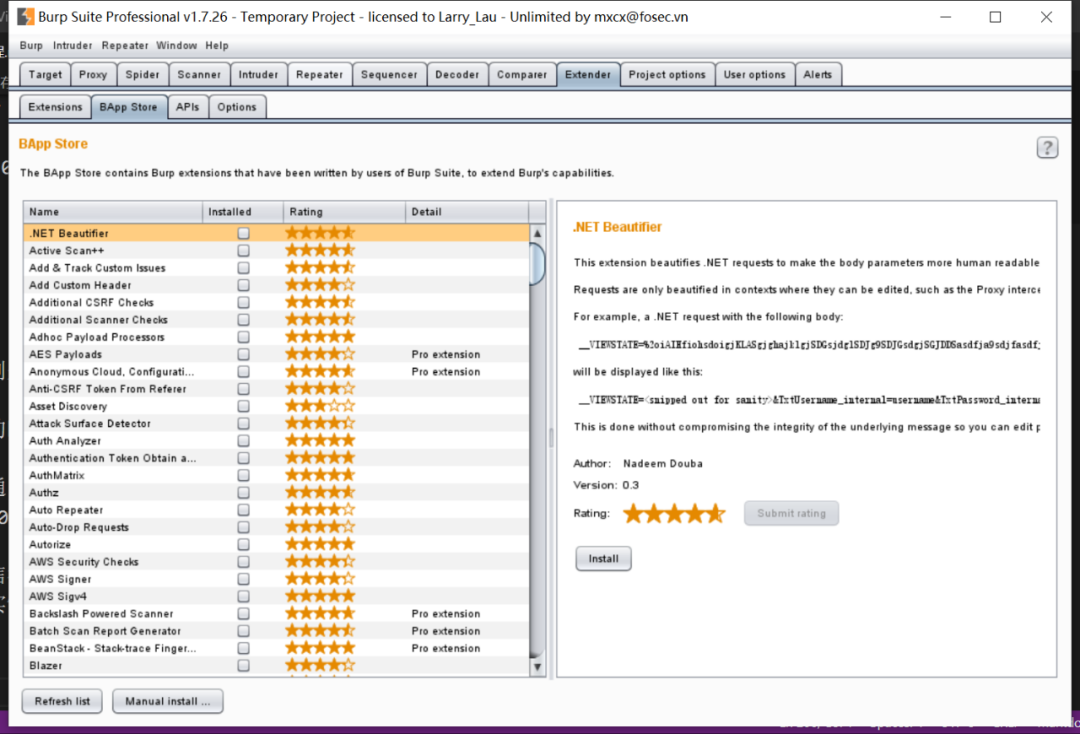 Burp Suite Professional v1.7.26 - Temporary Project - licensed to Larry_Lau - Unlimited by mxcx@fosec.vn
Burp Intruder Repeater Window Help
Target Proxy Spider Scanner Intruder Repeater Sequencer Decoder Comparer Extender Project options User options Alerts
Extensions BApp Store APIs Options
BApp Store
?
The BApp Store contains Burp extensions that have been written by users of Burp Suite, to extend Burp's capabilities.
Name Installed Rating Detail
.NET Beautifier
Active Scan++
Add & Track Custom Issues
Add Custom Header
Additional CSRF Checks
Additional Scanner Checks
Adhoc Payload Processors
AES Payloads Pro extension
Anonymous Cloud, Configurati... Pro extension
Anti-CSRF Token From Referer
Asset Discovery
Attack Surface Detector
Auth Analyzer
Authentication Token Obtain a...
AuthMatrix
Authz
Auto Repeater
Auto-Drop Requests
Autorize
AWS Security Checks
AWS Signer
AWS Sigv4
Backslash Powered Scanner Pro extension
Batch Scan Report Generator Pro extension
BeanStack - Stack-trace Finger... Pro extension
Blazer
.NET Beautifier
This extension beautifies .NET requests to make the body parameters more human readable
Requests are only beautified in contexts where they can be edited, such as the Proxy interce
For example, a .NET request with the following body:
will be displayed like this:
__VIEWSTATE=<snipped out for sanity>&TxtUsername_internal=username&TxtPassword_interna
This is done without compromising the integrity of the underlying message so you can edit p
Author: Nadeem Douba
Version: 0.3
Rating: Submit rating
Install
Refresh list Manual install ...